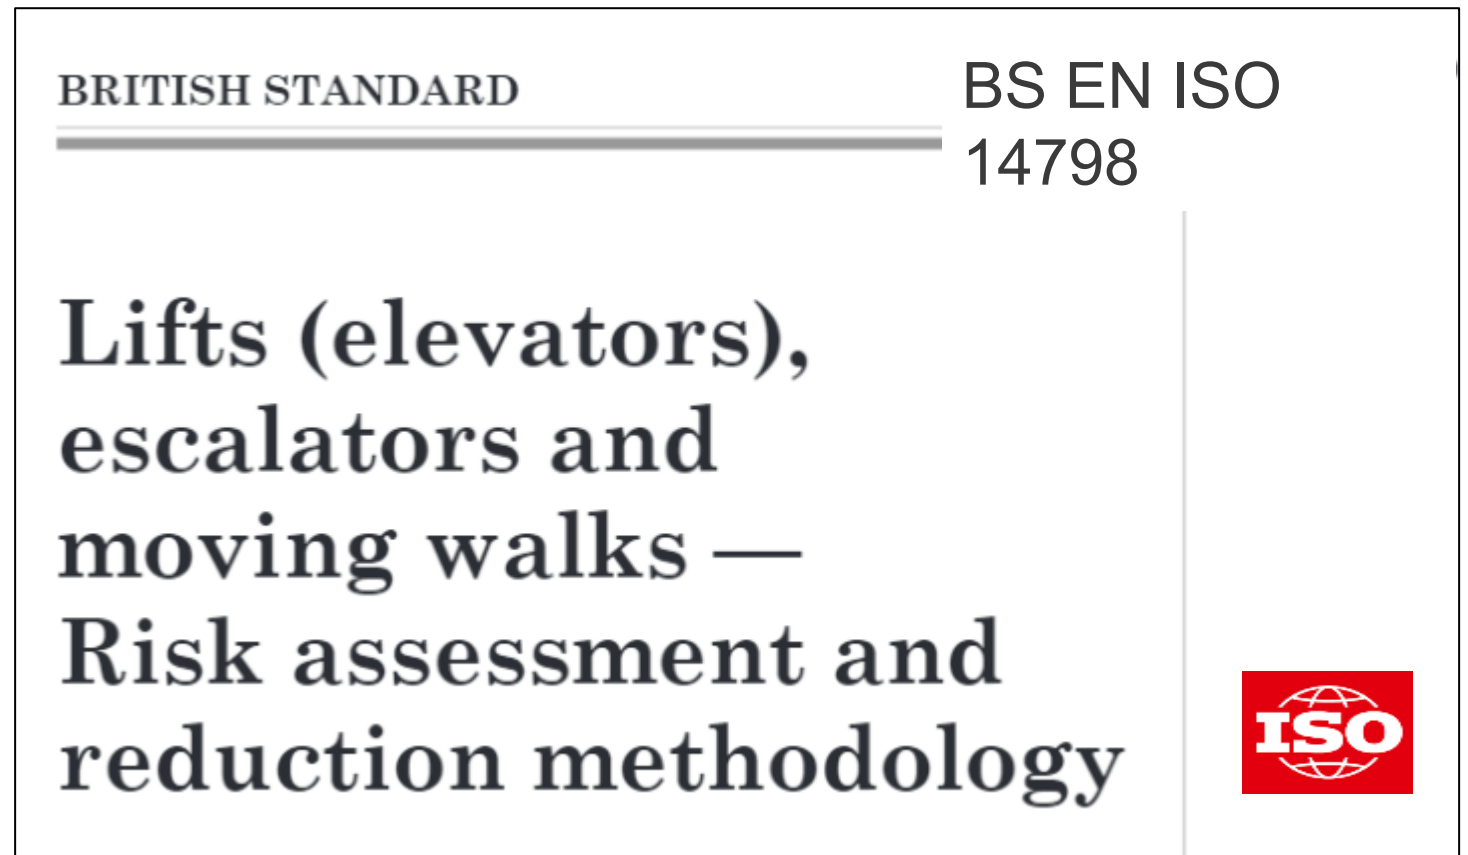 BRITISH STANDARD
BS EN ISO
14798
Lifts (elevators),
escalators and
moving walks —
Risk assessment and
reduction methodology
ISO